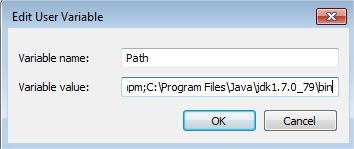 Edit User Variable
Variable name: Path
Variable value: pm;C:\Program Files\Java\jdk1.7.0_79\bin
OK Cancel